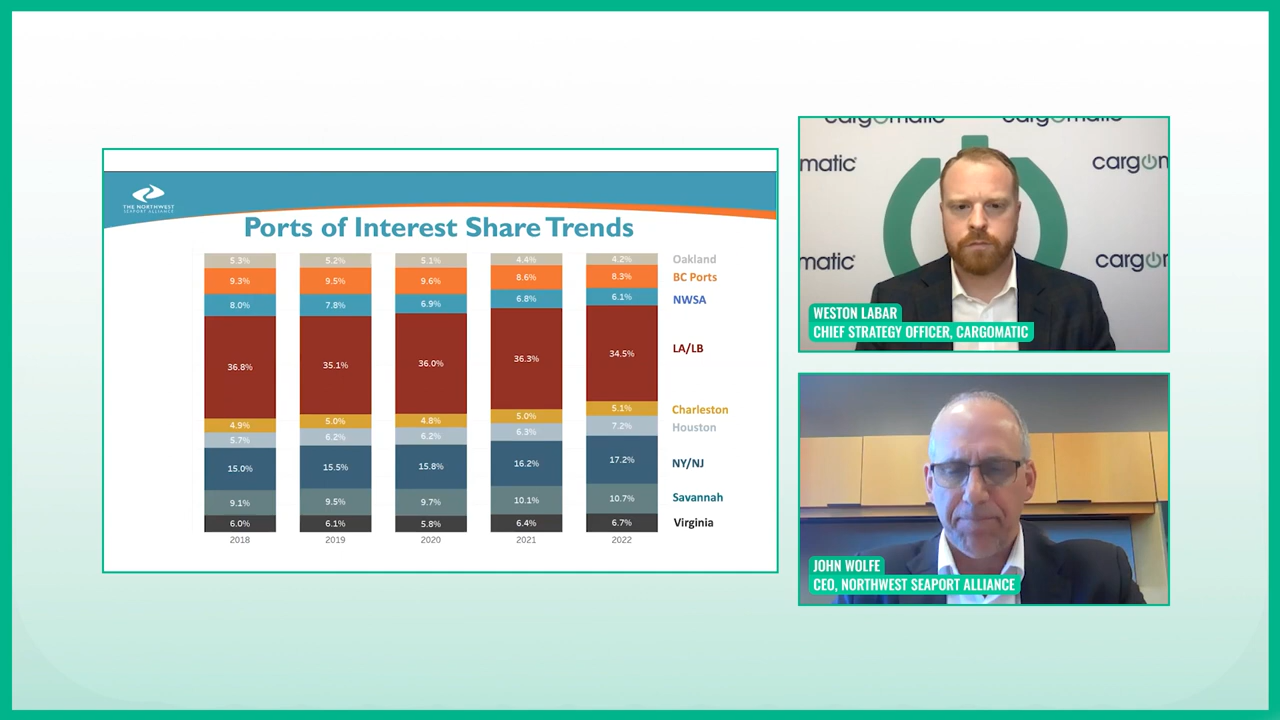 THE NORTHWEST
SEAPORT ALLIANCE
Ports of Interest Share Trends
5.3% 5.2% 5.1% 4.4% 4.2% Oakland
9.3% 9.5% 9.6% 8.6% 8.3% BC Ports
8.0% 7.8% 6.9% 6.8% 6.1% NWSA
36.8% 35.1% 36.0% 36.3% 34.5% LA/LB
4.9% 5.0% 4.8% 5.0% 5.1% Charleston
5.7% 6.2% 6.2% 6.3% 7.2% Houston
15.0% 15.5% 15.8% 16.2% 17.2% NY/NJ
9.1% 9.5% 9.7% 10.1% 10.7% Savannah
6.0% 6.1% 5.8% 6.4% 6.7% Virginia
2018 2019 2020 2021 2022
cargomatic cargomatic
matic cargom
matic cargom
WESTON LABAR
CHIEF STRATEGY OFFICER, CARGOMATIC
JOHN WOLFE
CEO, NORTHWEST SEAPORT ALLIANCE